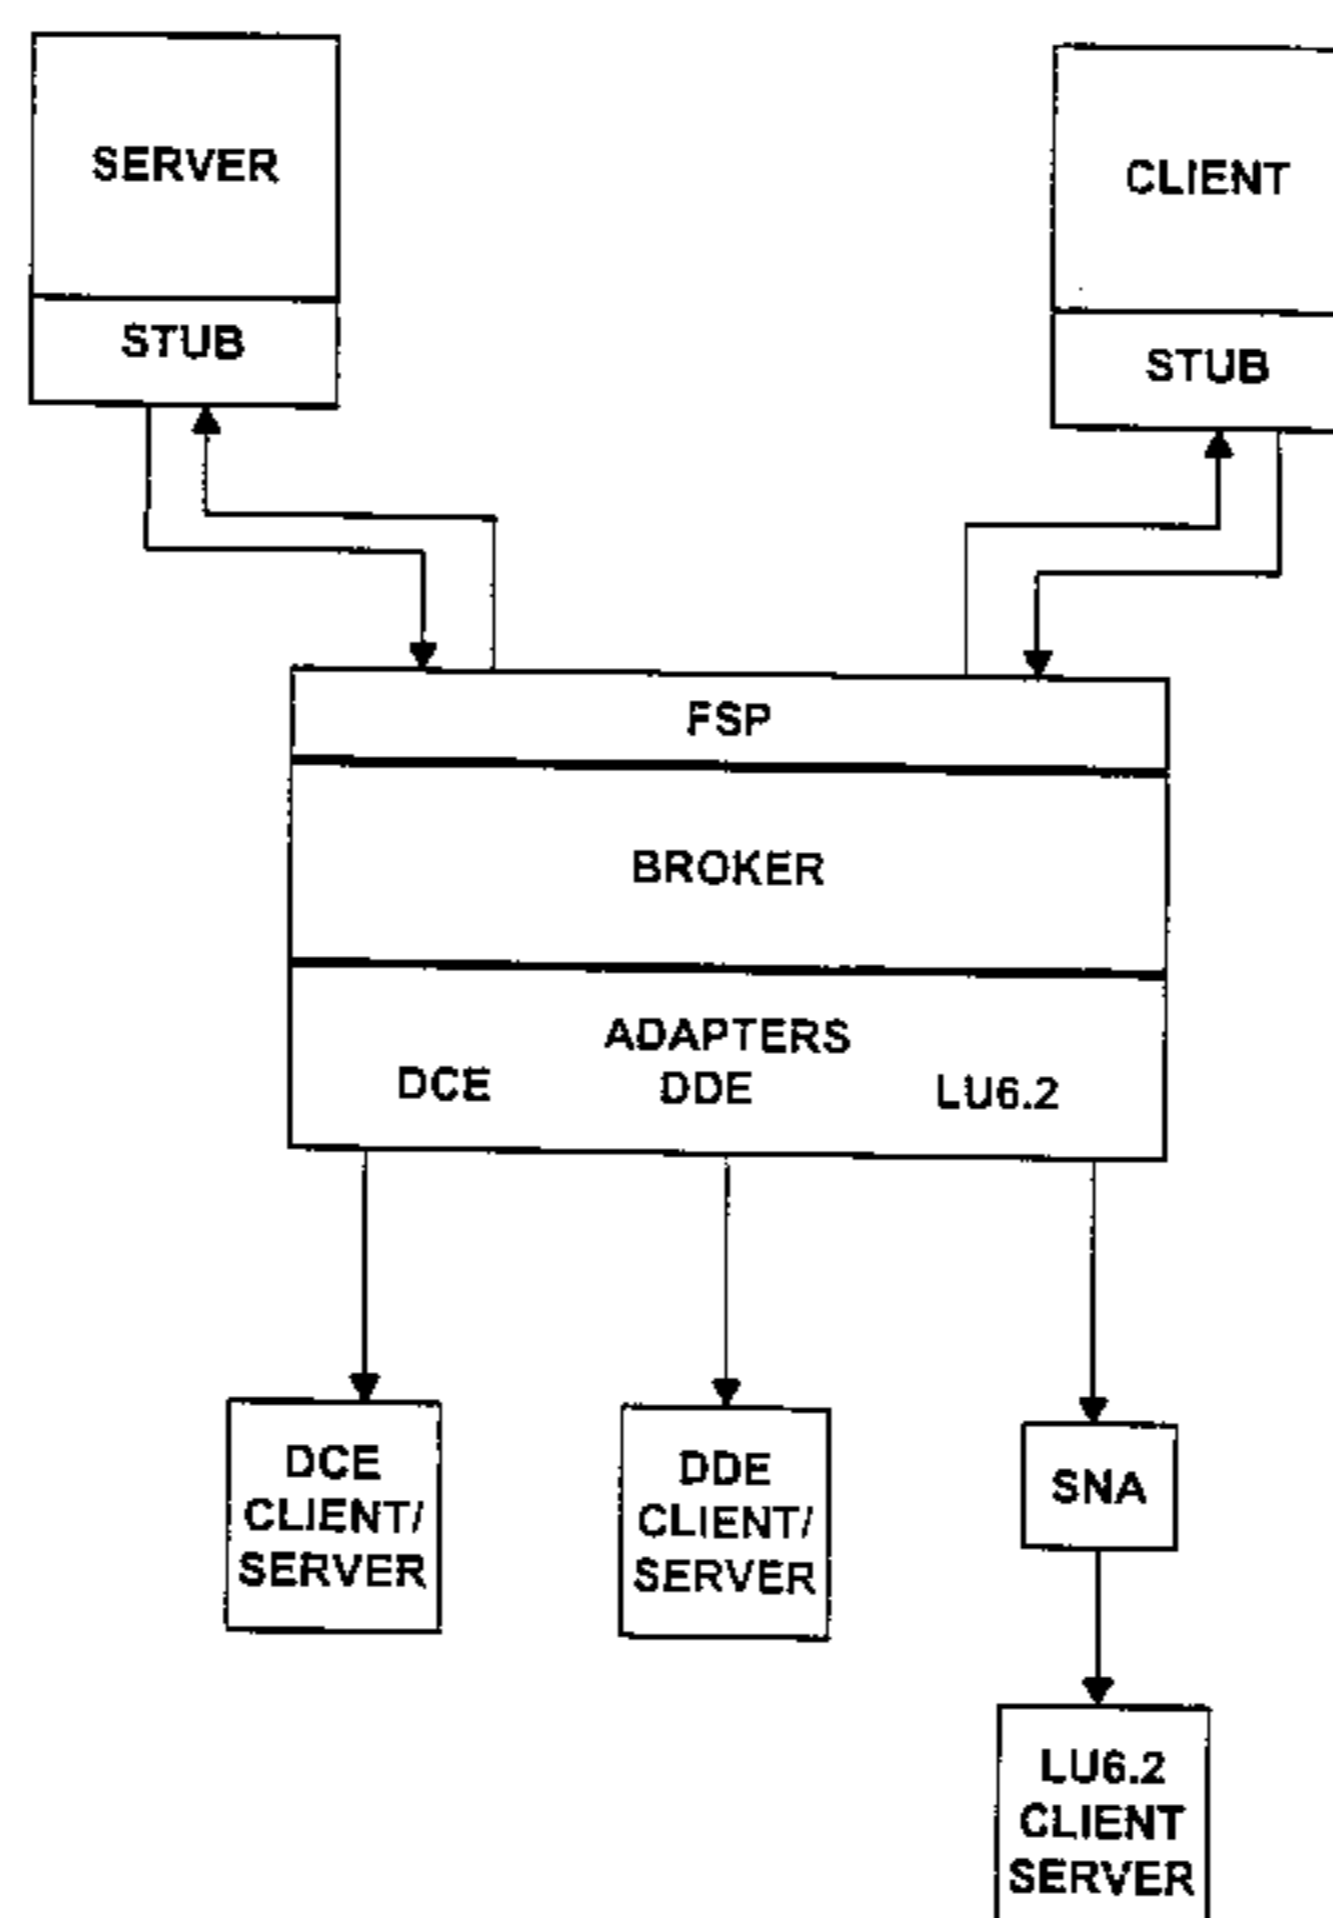 SERVER
CLIENT
STUB
STUB
FSP
BROKER
ADAPTERS
DCE DDE LU6.2
DCE
CLIENT/
SERVER
DDE
CLIENT/
SERVER
SNA
LU6.2
CLIENT
SERVER